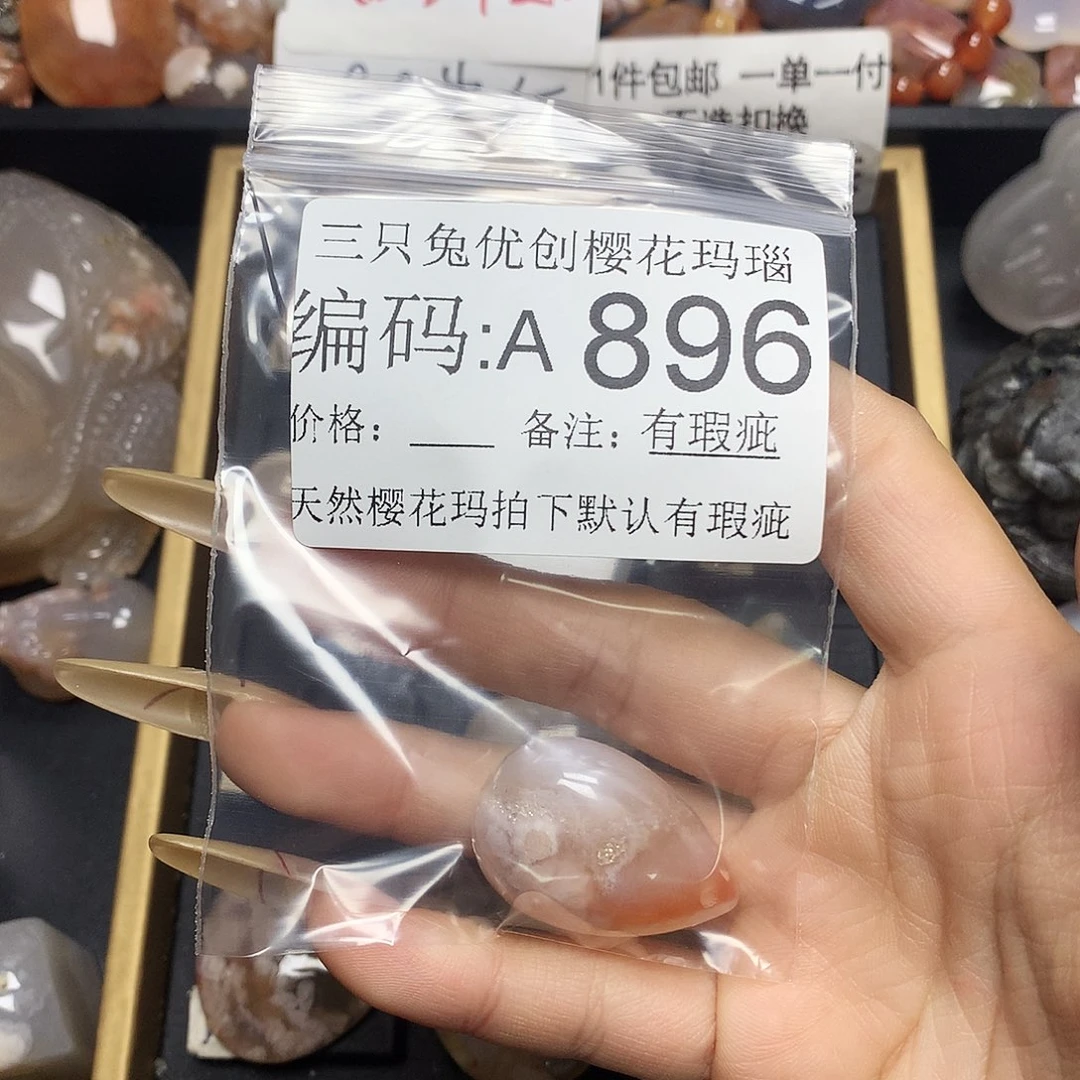 1件包邮 一单一付
三只兔优创樱花玛瑙
编码:A 896
价格：____ 备注：有瑕疵
天然樱花玛拍下默认有瑕疵